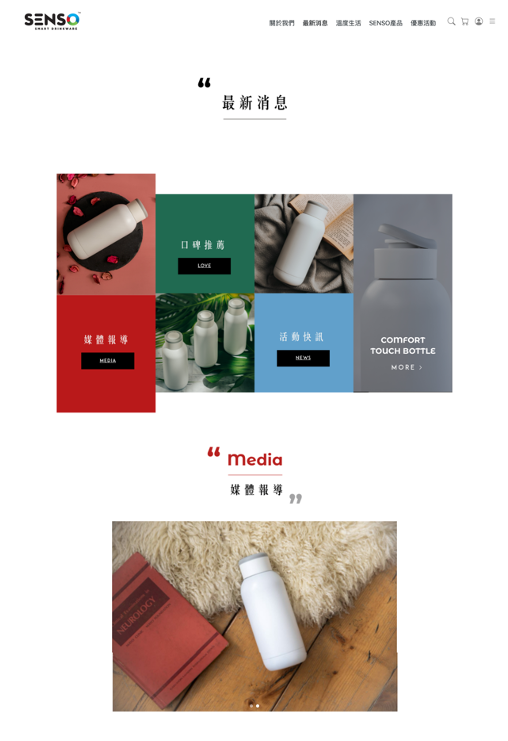 SENSO™
SMART DRINKWARE
關於我們 最新消息 溫度生活 SENSO產品 優惠活動
“
最新消息
口碑推薦
LOVE
媒體報導
MEDIA
活動快訊
NEWS
COMFORT
TOUCH BOTTLE
MORE ›
“ Media
媒體報導 ”
NEUROLOGY